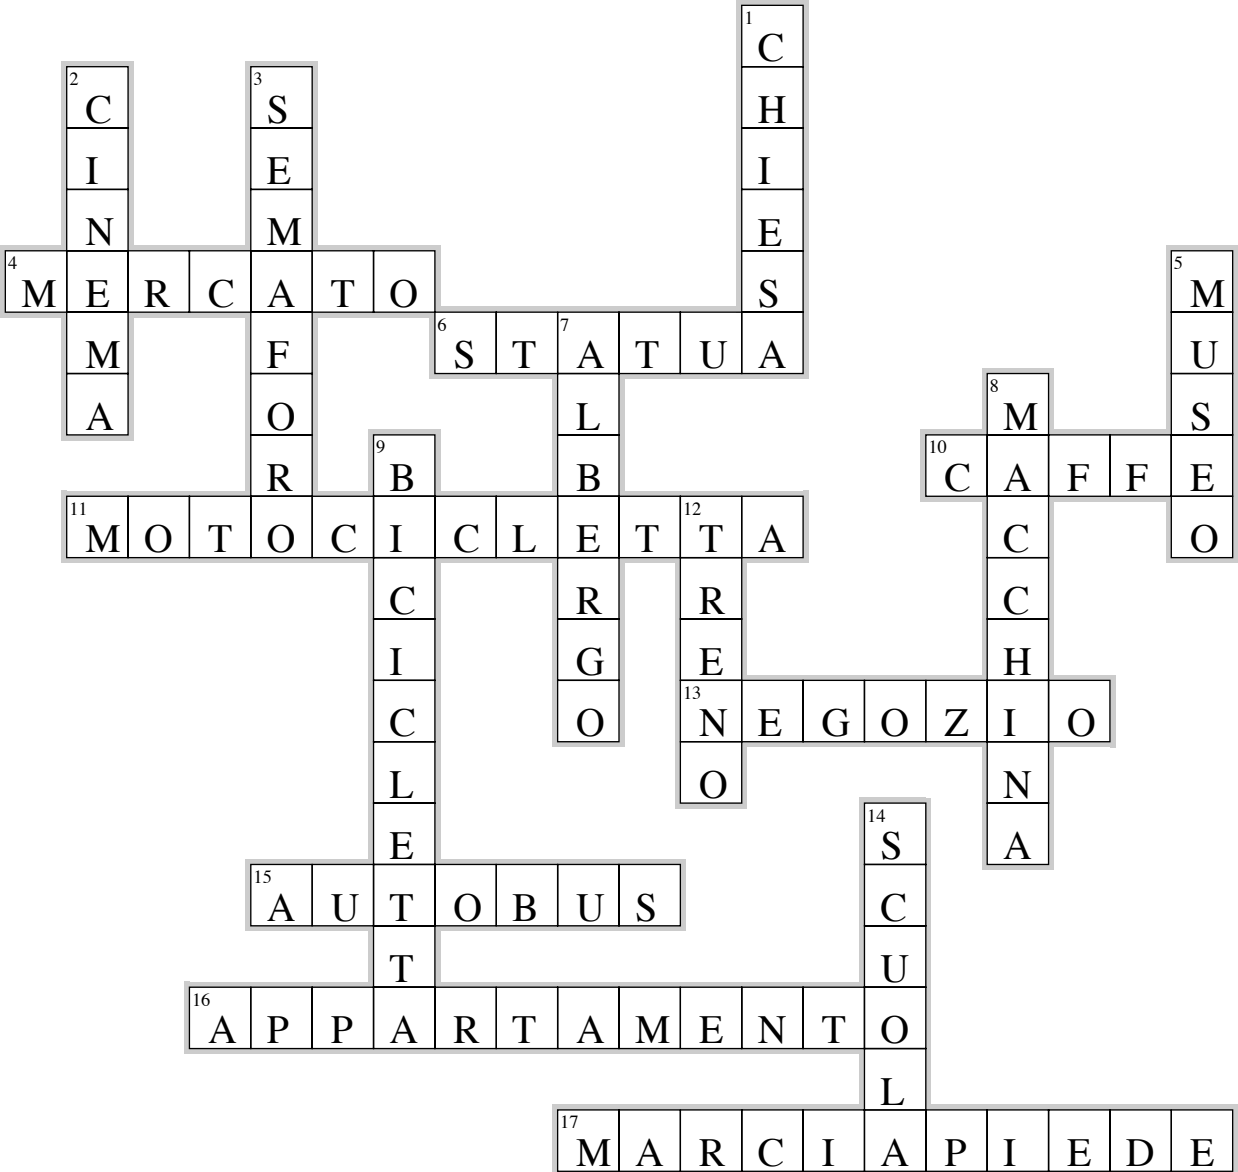 1 CHIESA
2 CINEMA
3 SEMAFORO
4 MERCATO
5 MUSEO
6 STATUA
7 ALBERGO
8 MACCHINA
9 BICICLETTA
10 CAFFE
11 MOTOCICLETTA
12 TRENO
13 NEGOZIO
14 SCUOLA
15 AUTOBUS
16 APPARTAMENTO
17 MARCIAPIEDE